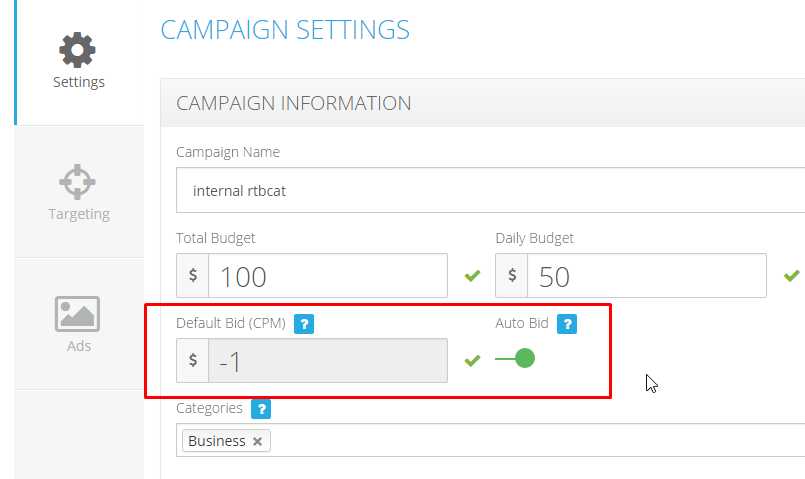 CAMPAIGN SETTINGS
Settings
CAMPAIGN INFORMATION
Campaign Name
internal rtbcat
Targeting
Total Budget
Daily Budget
$ 100
$ 50
Ads
Default Bid (CPM) ?
Auto Bid ?
$ -1
Categories ?
Business ×